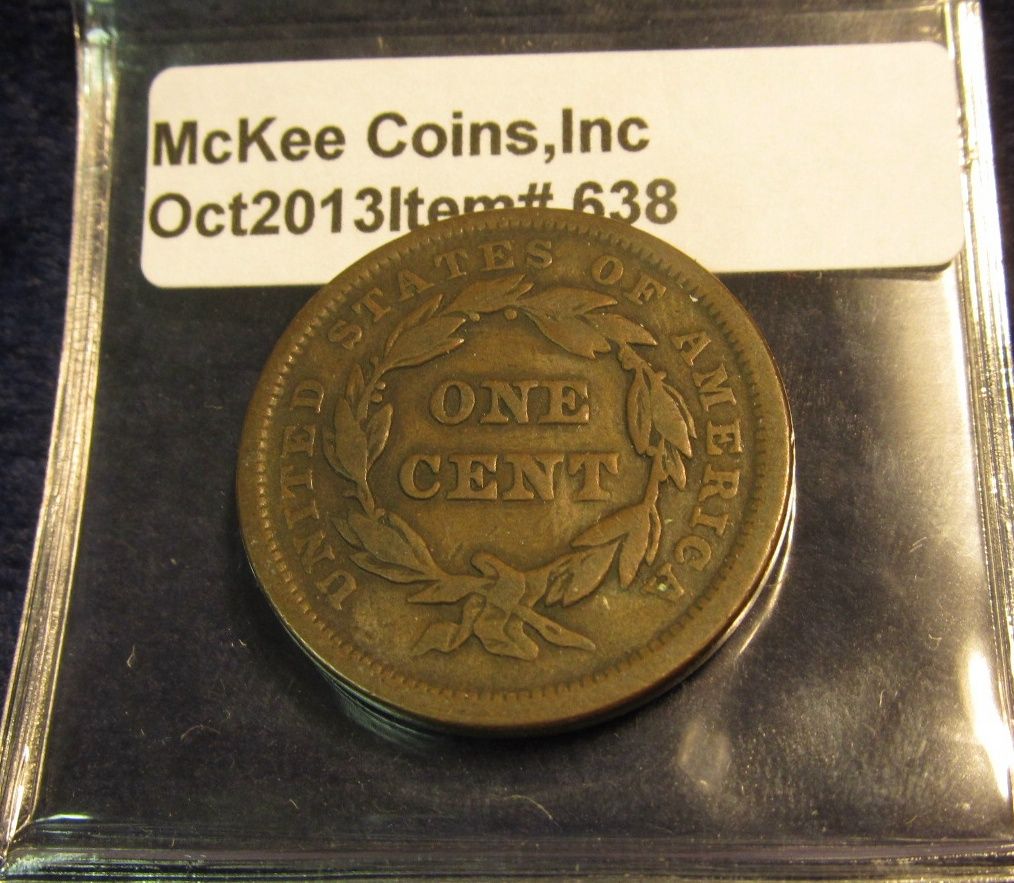 McKee Coins,Inc
Oct2013Item# 638
UNITED STATES OF AMERICA
ONE
CENT